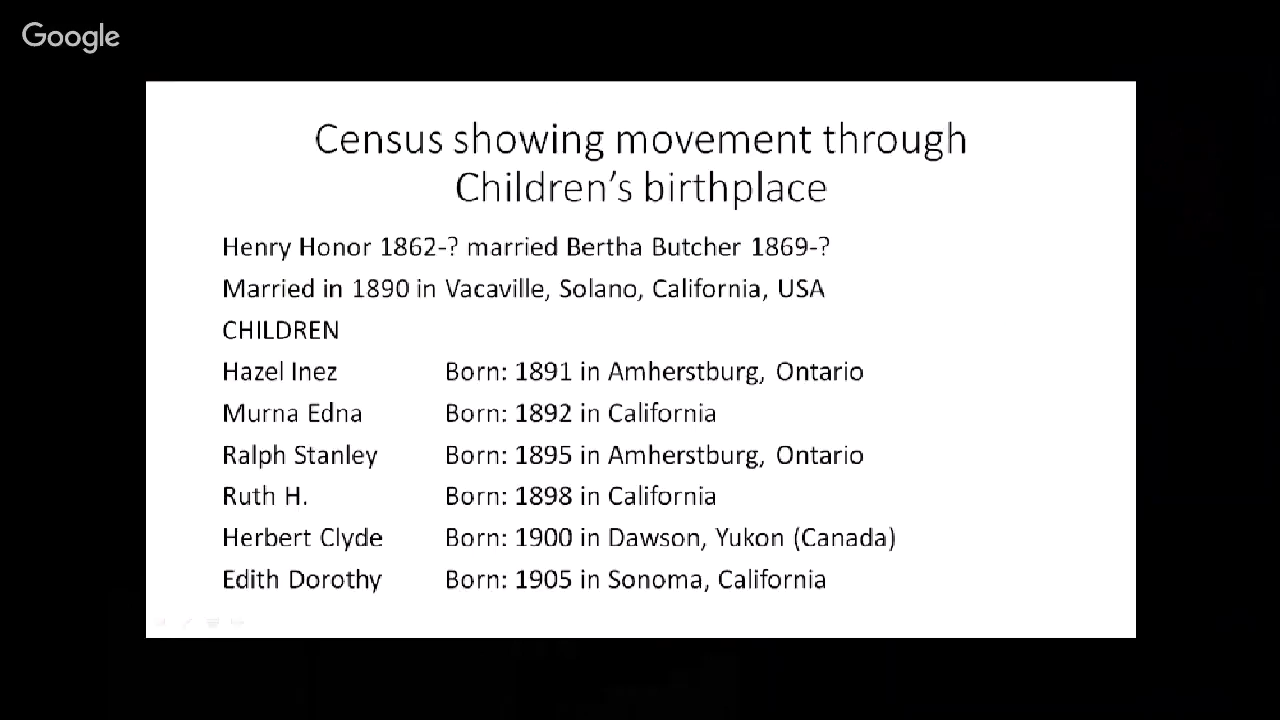 Google
Census showing movement through
Children's birthplace
Henry Honor 1862-? married Bertha Butcher 1869-?
Married in 1890 in Vacaville, Solano, California, USA
CHILDREN
Hazel Inez Born: 1891 in Amherstburg, Ontario
Murna Edna Born: 1892 in California
Ralph Stanley Born: 1895 in Amherstburg, Ontario
Ruth H. Born: 1898 in California
Herbert Clyde Born: 1900 in Dawson, Yukon (Canada)
Edith Dorothy Born: 1905 in Sonoma, California